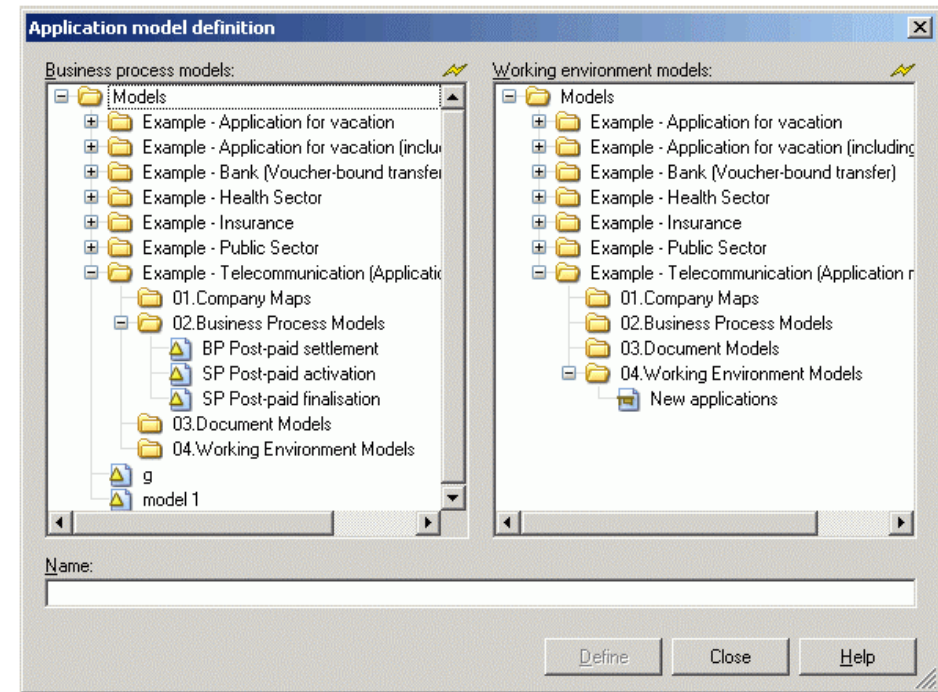 Application model definition
Business process models:
Models
Example - Application for vacation
Example - Application for vacation (inclu
Example - Bank (Voucher-bound transfer
Example - Health Sector
Example - Insurance
Example - Public Sector
Example - Telecommunication (Applicatio
01.Company Maps
02.Business Process Models
BP Post-paid settlement
SP Post-paid activation
SP Post-paid finalisation
03.Document Models
04.Working Environment Models
g
model 1
Working environment models:
Models
Example - Application for vacation
Example - Application for vacation (including
Example - Bank (Voucher-bound transfer)
Example - Health Sector
Example - Insurance
Example - Public Sector
Example - Telecommunication (Application r
01.Company Maps
02.Business Process Models
03.Document Models
04.Working Environment Models
New applications
Name:
Define
Close
Help